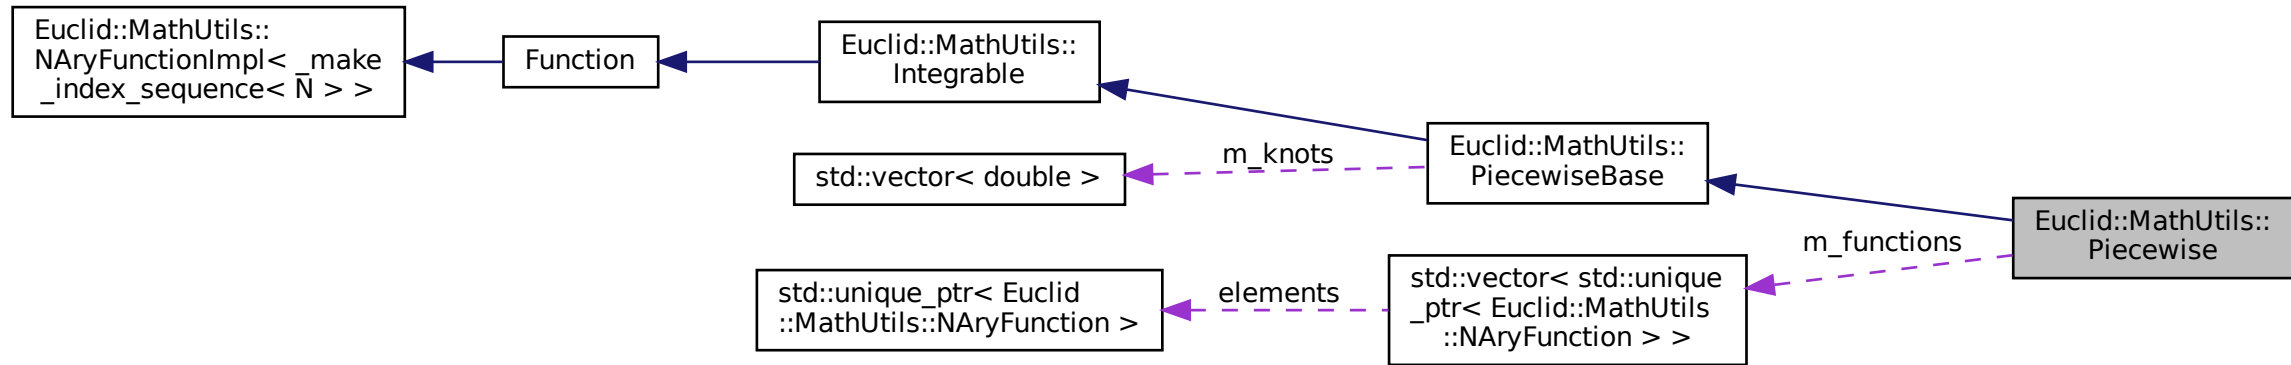 Euclid::MathUtils::
NAryFunctionImpl< _make
_index_sequence< N > >
Function
Euclid::MathUtils::
Integrable
m_knots
std::vector< double >
Euclid::MathUtils::
PiecewiseBase
Euclid::MathUtils::
Piecewise
m_functions
std::vector< std::unique
_ptr< Euclid::MathUtils
::NAryFunction > >
elements
std::unique_ptr< Euclid
::MathUtils::NAryFunction >